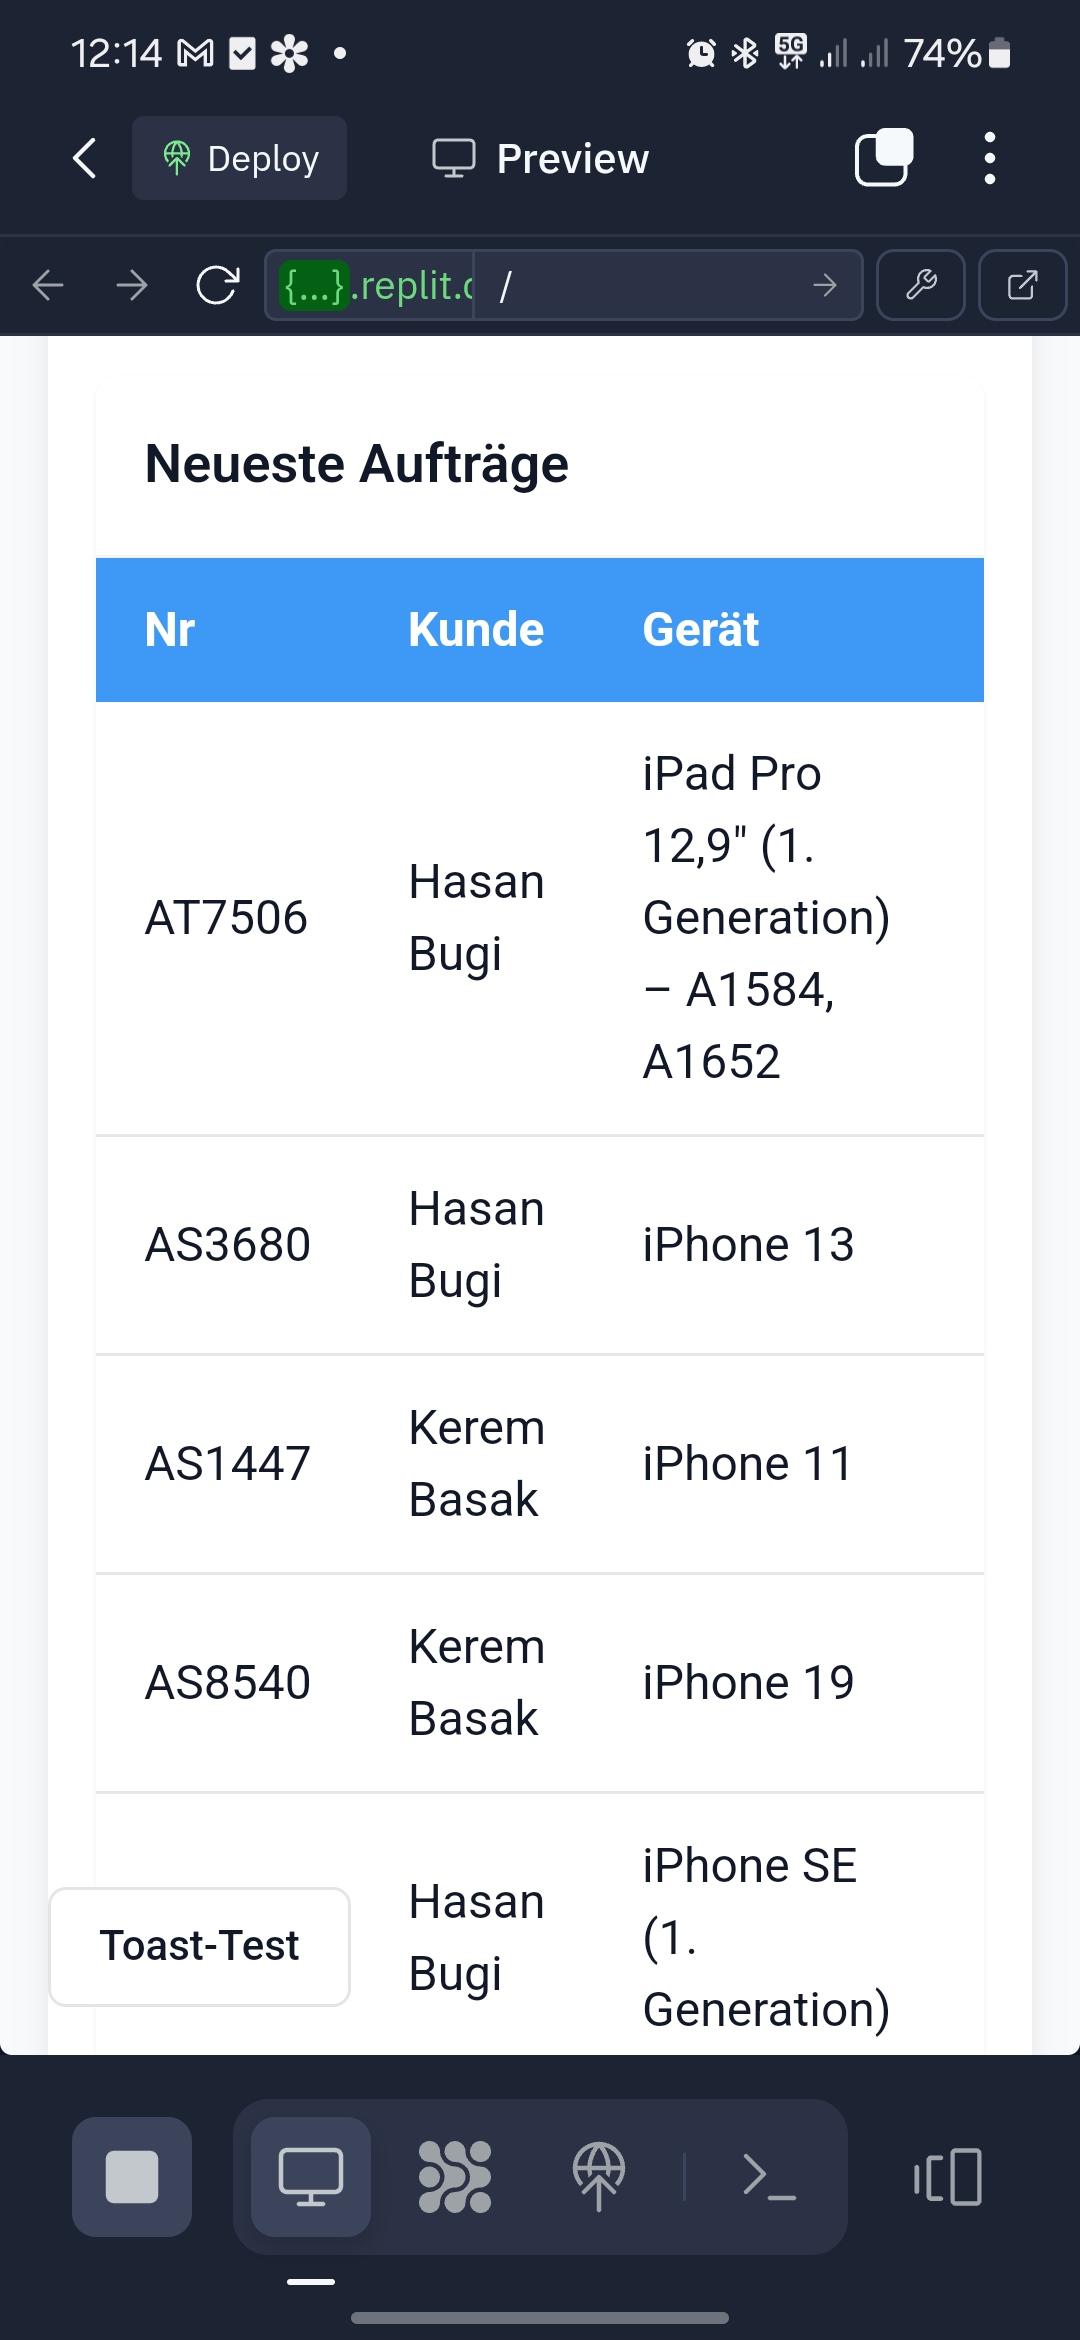 12:14
5G
74%
Deploy
Preview
{...}.replit.
/
Neueste Aufträge
Nr Kunde Gerät
AT7506
Hasan
Bugi
iPad Pro
12,9" (1.
Generation)
– A1584,
A1652
AS3680
Hasan
Bugi
iPhone 13
AS1447
Kerem
Basak
iPhone 11
AS8540
Kerem
Basak
iPhone 19
Toast-Test
Hasan
Bugi
iPhone SE
(1.
Generation)